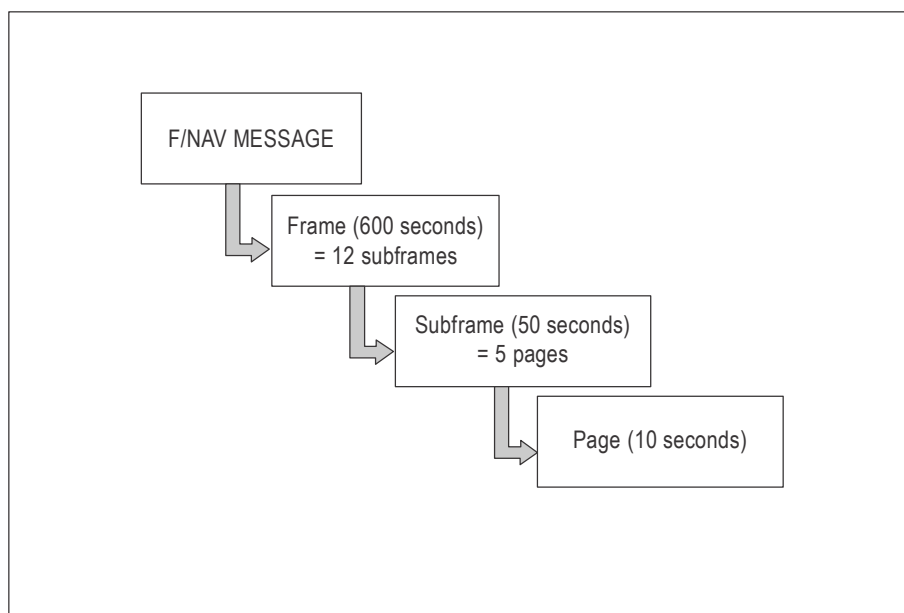 F/NAV MESSAGE
Frame (600 seconds)
= 12 subframes
Subframe (50 seconds)
= 5 pages
Page (10 seconds)